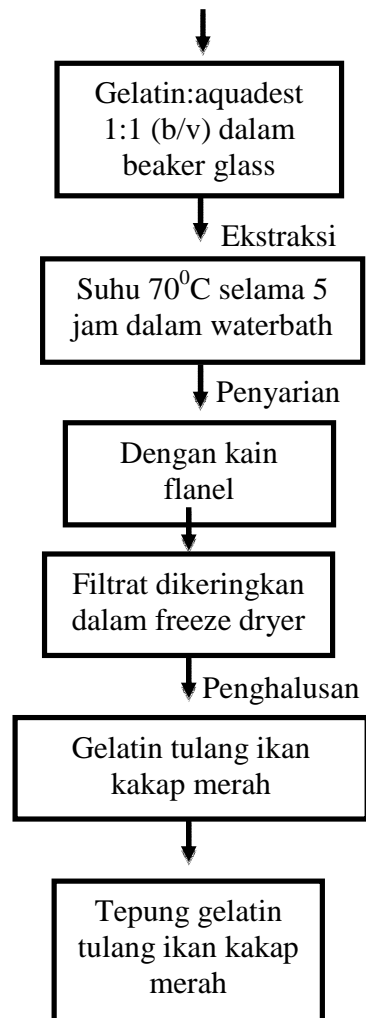 Gelatin:aquadest
1:1 (b/v) dalam
beaker glass
Ekstraksi
Suhu 70⁰C selama 5
jam dalam waterbath
Penyarian
Dengan kain
flanel
Filtrat dikeringkan
dalam freeze dryer
Penghalusan
Gelatin tulang ikan
kakap merah
Tepung gelatin
tulang ikan kakap
merah